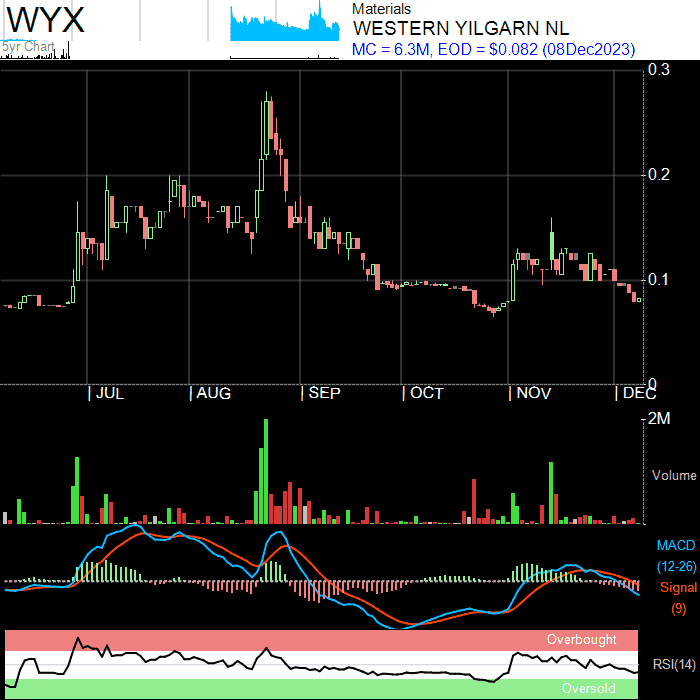 WYX
5yr Chart
Materials
WESTERN YILGARN NL
MC = 6.3M, EOD = $0.082 (08Dec2023)
0.3
0.2
0.1
0
JUL AUG SEP OCT NOV DEC
2M
Volume
MACD
(12-26)
Signal
(9)
Overbought
RSI(14)
Oversold